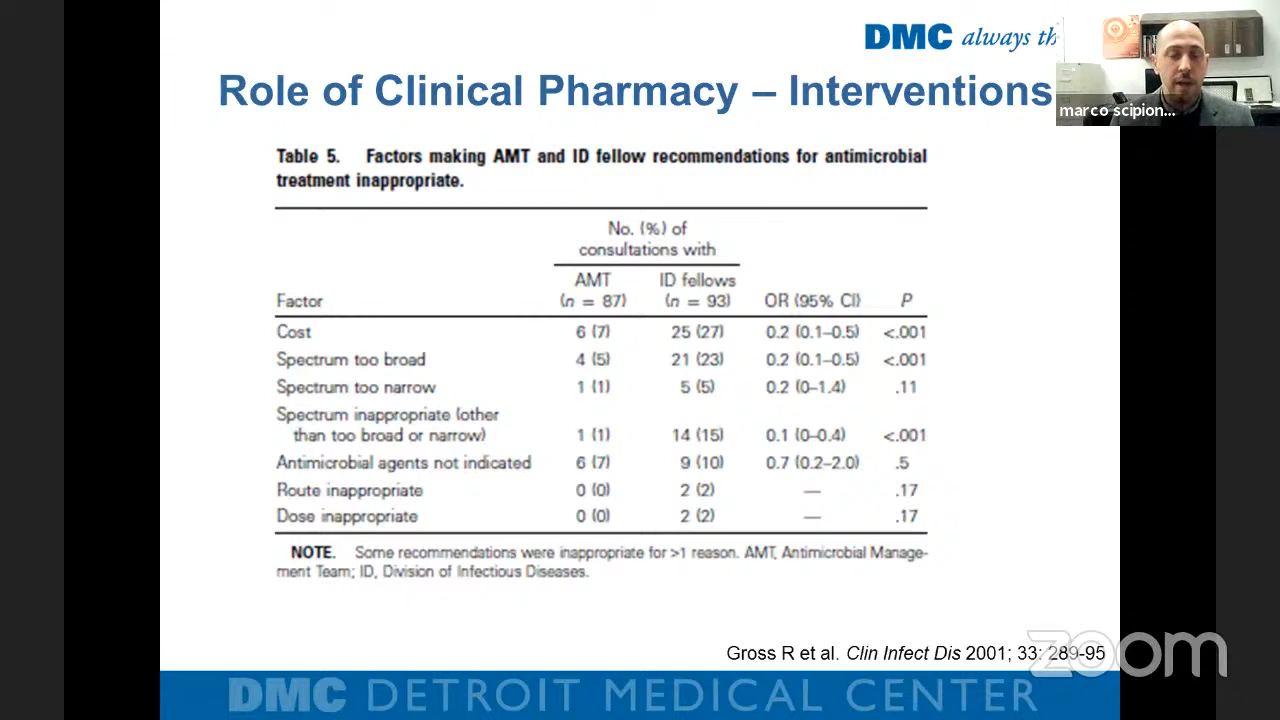 DMC always th
Role of Clinical Pharmacy – Interventions
marco scipion...
Table 5. Factors making AMT and ID fellow recommendations for antimicrobial
treatment inappropriate.
No. (%) of
consultations with
AMT ID fellows
Factor (n = 87) (n = 93) OR (95% CI) P
Cost 6 (7) 25 (27) 0.2 (0.1–0.5) <.001
Spectrum too broad 4 (5) 21 (23) 0.2 (0.1–0.5) <.001
Spectrum too narrow 1 (1) 5 (5) 0.2 (0–1.4) .11
Spectrum inappropriate (other
than too broad or narrow) 1 (1) 14 (15) 0.1 (0–0.4) <.001
Antimicrobial agents not indicated 6 (7) 9 (10) 0.7 (0.2–2.0) .5
Route inappropriate 0 (0) 2 (2) — .17
Dose inappropriate 0 (0) 2 (2) — .17
NOTE. Some recommendations were inappropriate for >1 reason. AMT, Antimicrobial Manage-
ment Team; ID, Division of Infectious Diseases.
Gross R et al. Clin Infect Dis 2001; 33: 289-95
zoom
DMC DETROIT MEDICAL CENTER